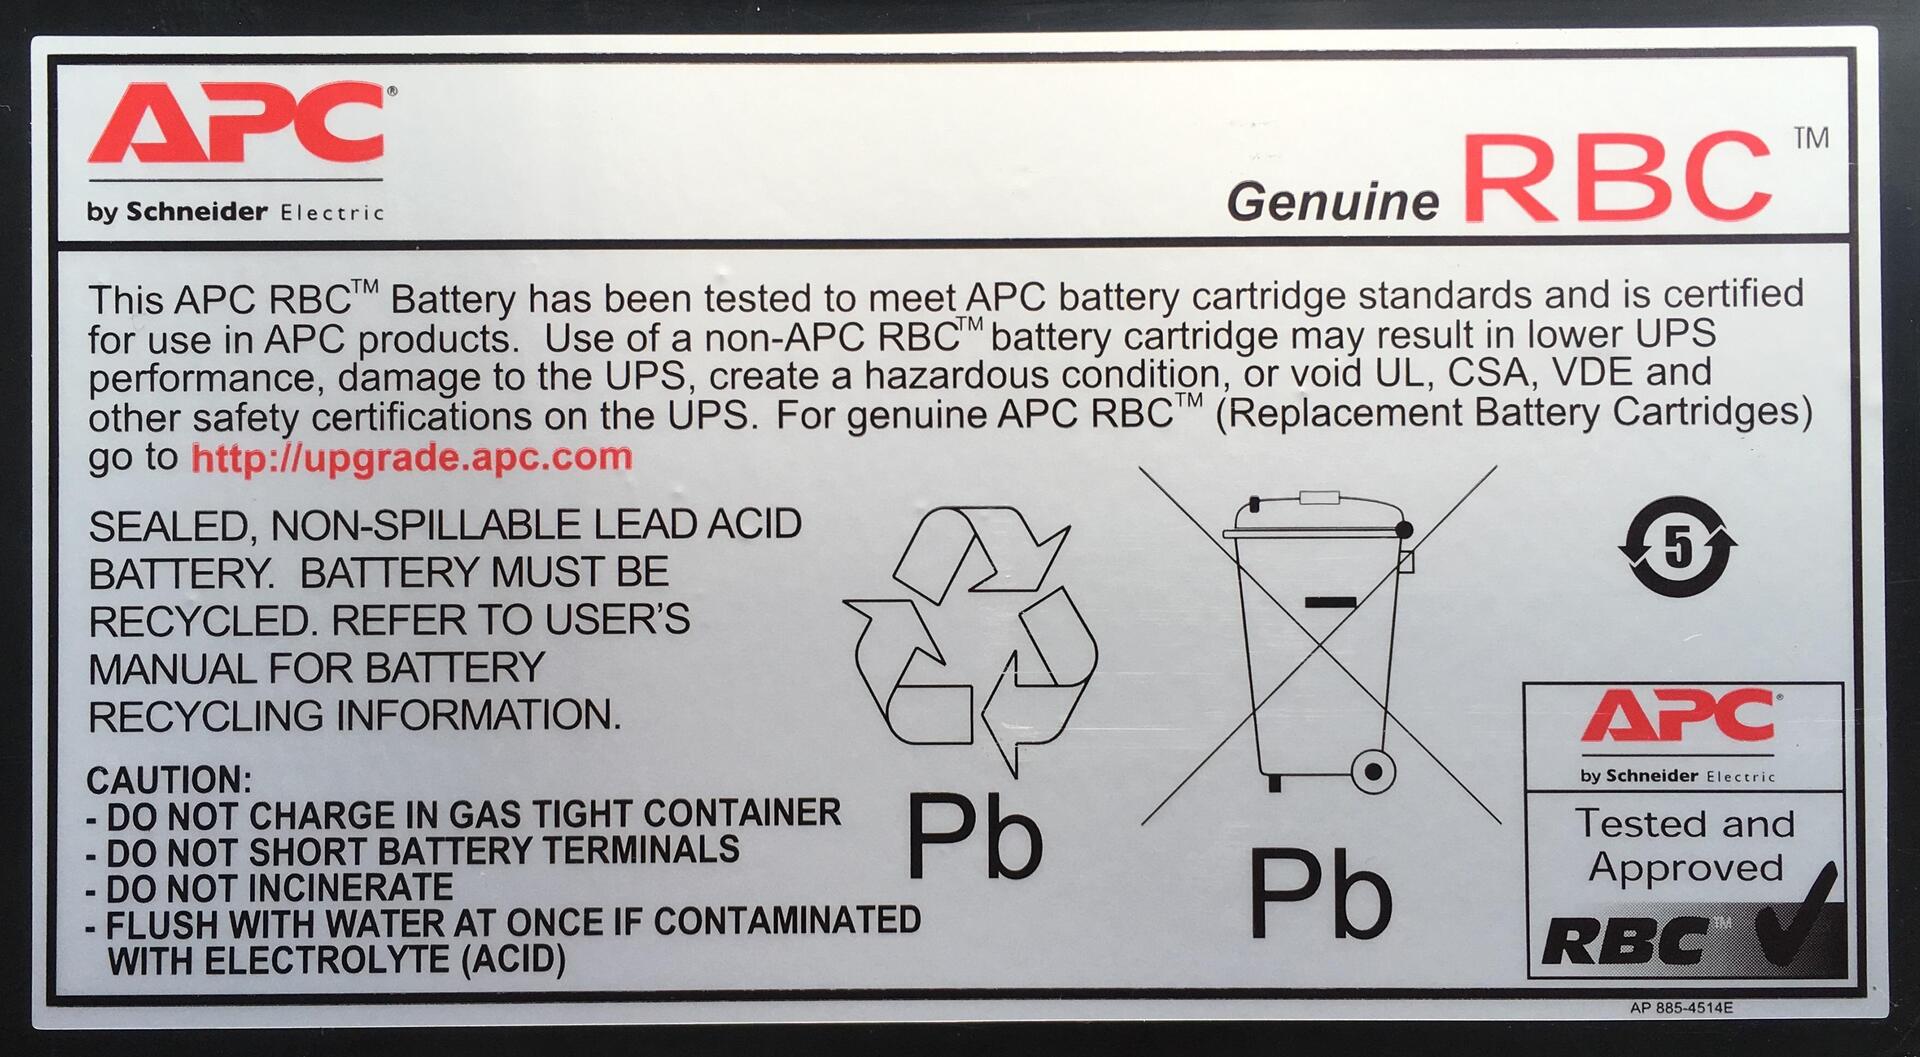 APC®
by Schneider Electric
Genuine RBC™
This APC RBC™ Battery has been tested to meet APC battery cartridge standards and is certified
for use in APC products.  Use of a non-APC RBC™ battery cartridge may result in lower UPS
performance, damage to the UPS, create a hazardous condition, or void UL, CSA, VDE and
other safety certifications on the UPS.  For genuine APC RBC™ (Replacement Battery Cartridges)
go to http://upgrade.apc.com
SEALED, NON-SPILLABLE LEAD ACID
BATTERY.  BATTERY MUST BE
RECYCLED. REFER TO USER'S
MANUAL FOR BATTERY
RECYCLING INFORMATION.
CAUTION:
- DO NOT CHARGE IN GAS TIGHT CONTAINER
- DO NOT SHORT BATTERY TERMINALS
- DO NOT INCINERATE
- FLUSH WITH WATER AT ONCE IF CONTAMINATED
WITH ELECTROLYTE (ACID)
Pb
Pb
5
APC®
by Schneider Electric
Tested and
Approved
RBC™
AP 885-4514E